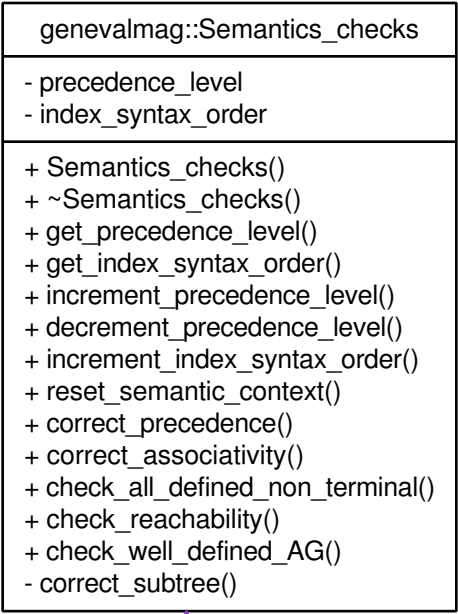 genevalmag::Semantics_checks
- precedence_level
- index_syntax_order
+ Semantics_checks()
+ ~Semantics_checks()
+ get_precedence_level()
+ get_index_syntax_order()
+ increment_precedence_level()
+ decrement_precedence_level()
+ increment_index_syntax_order()
+ reset_semantic_context()
+ correct_precedence()
+ correct_associativity()
+ check_all_defined_non_terminal()
+ check_reachability()
+ check_well_defined_AG()
- correct_subtree()